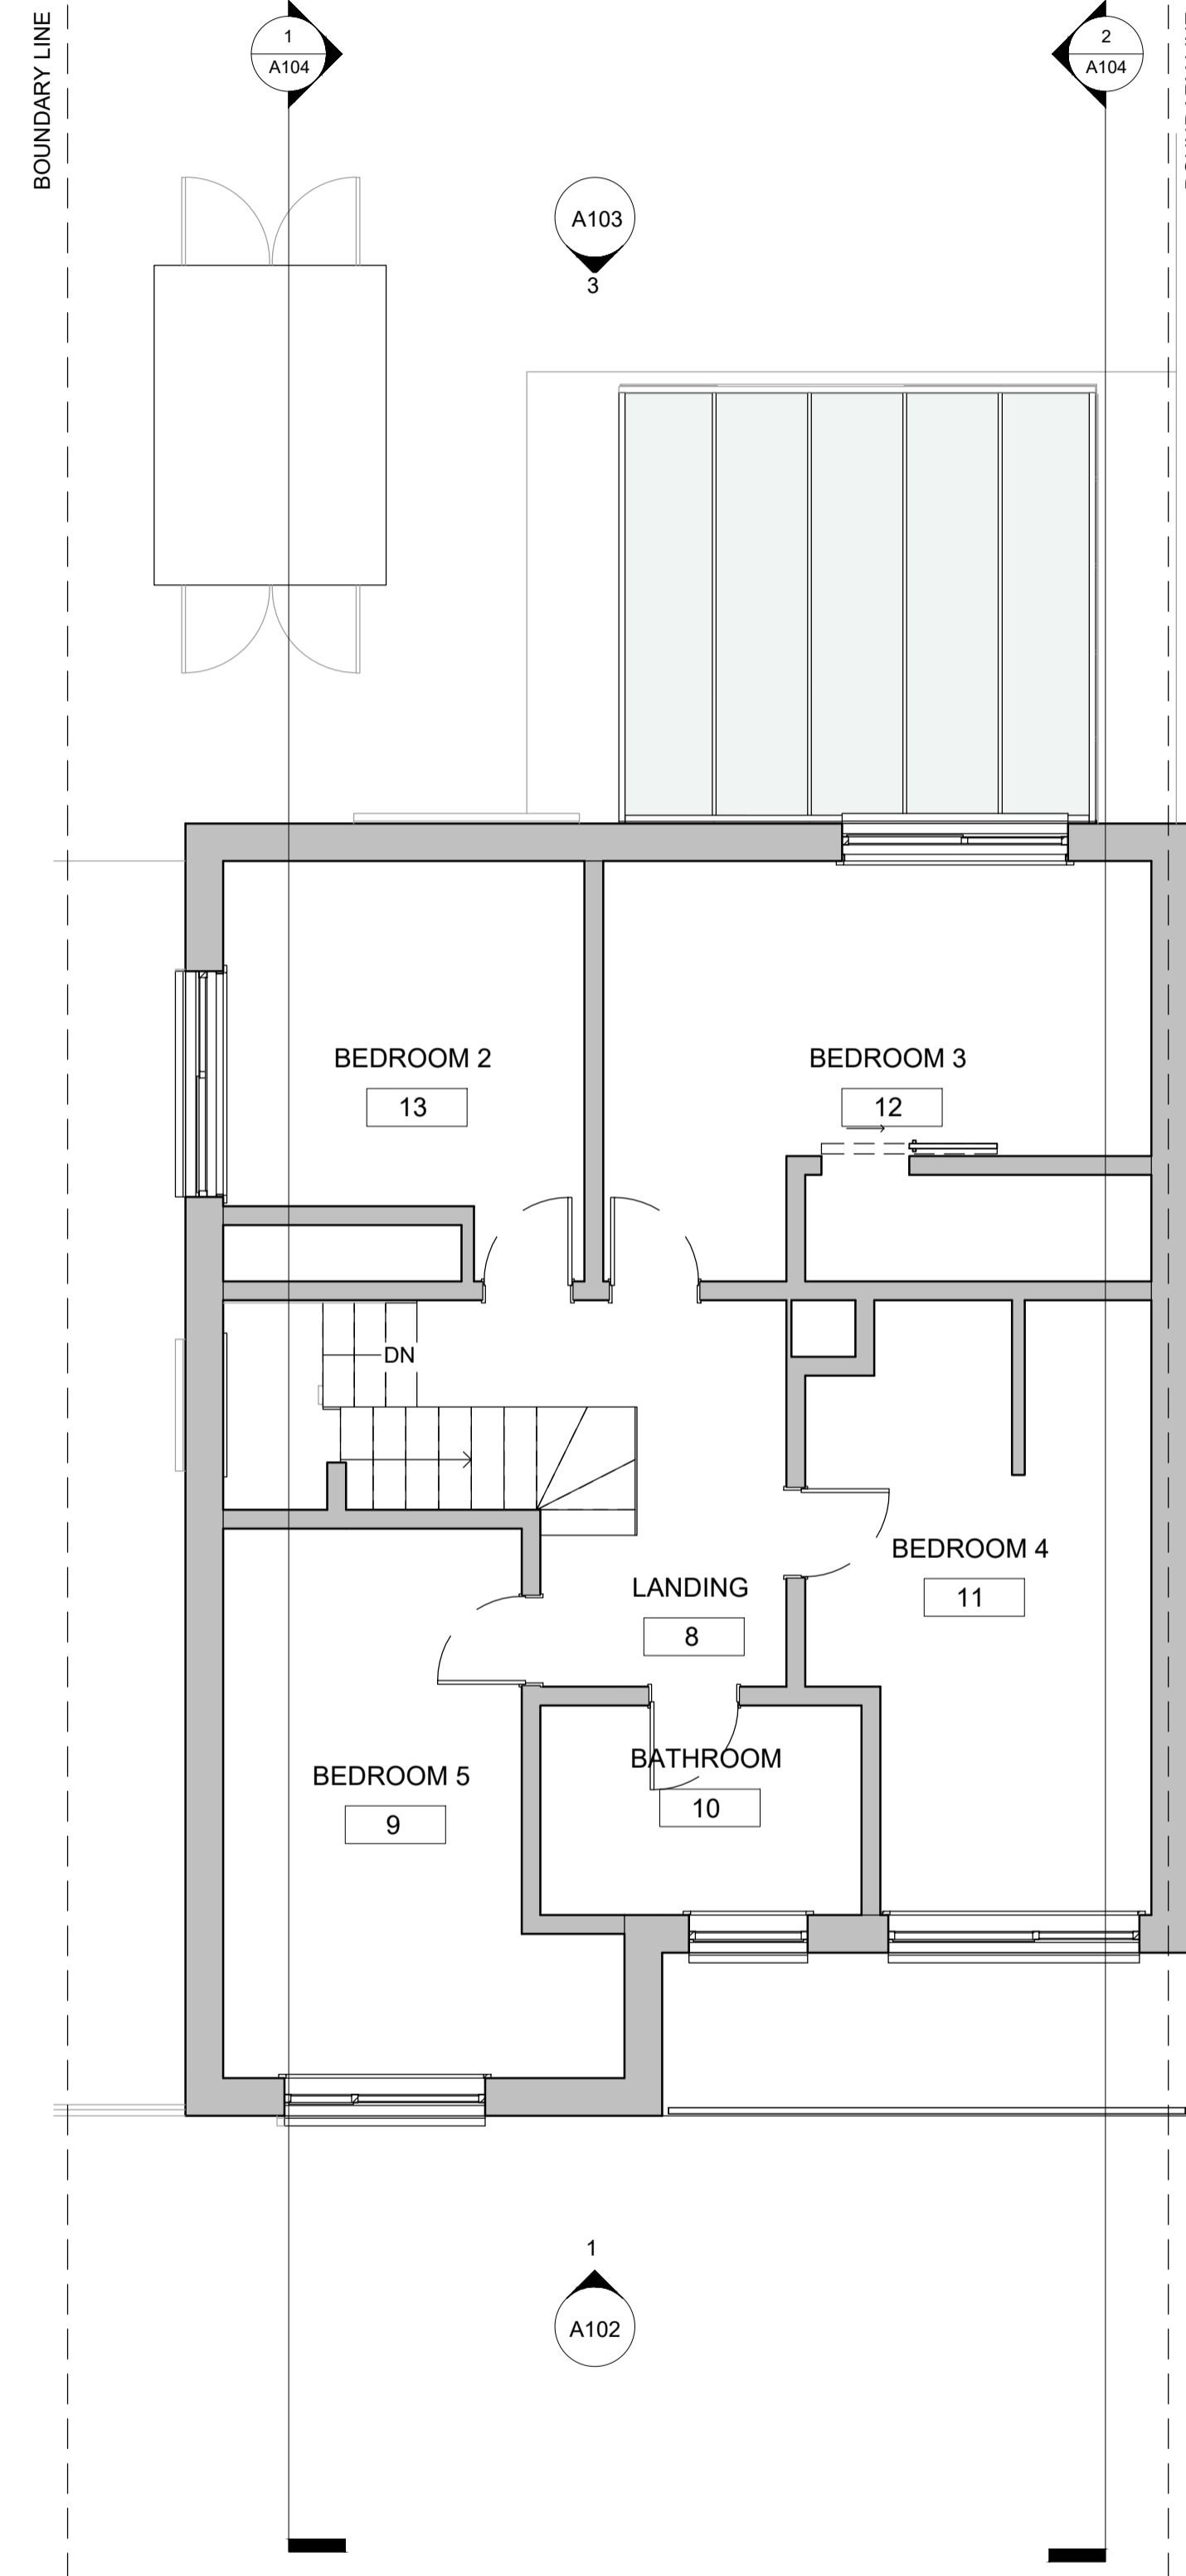 BOUNDARY LINE
1
A104
2
A104
A103
3
BEDROOM 2
13
BEDROOM 3
12
DN
BEDROOM 4
11
LANDING
8
BATHROOM
10
BEDROOM 5
9
1
A102